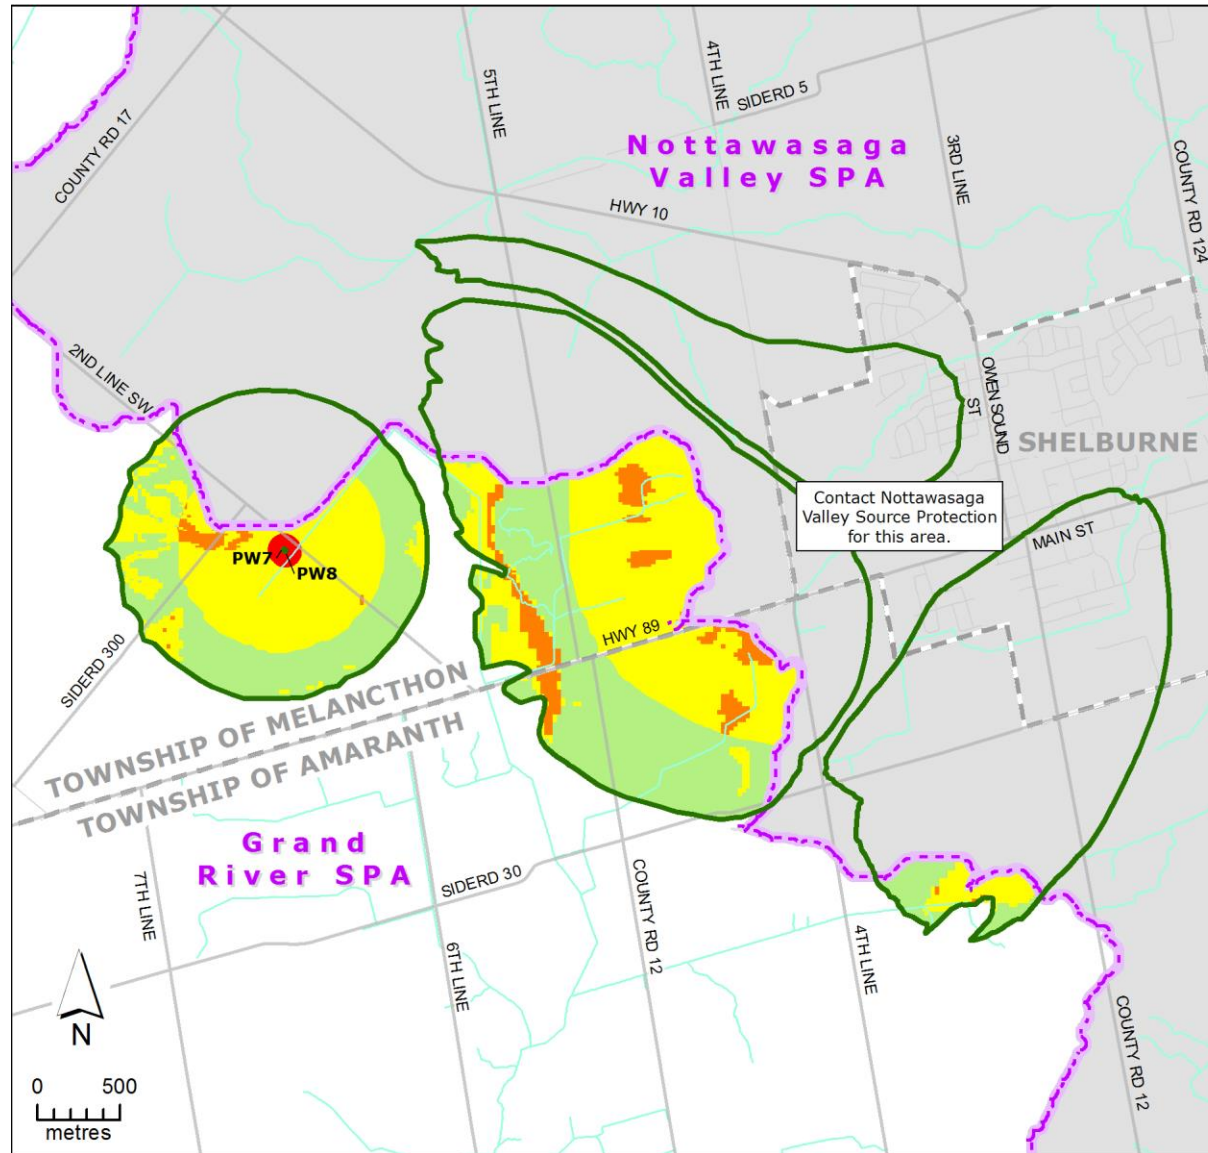 4TH LINE
5TH LINE
SIDERD 5
COUNTY RD 17
Nottawasaga
Valley SPA
3RD LINE
COUNTY RD 124
HWY 10
2ND LINE SW
OWEN SOUND
ST
SHELBURNE
Contact Nottawasaga
Valley Source Protection
for this area.
MAIN ST
PW7
PW8
SIDERD 300
HWY 89
TOWNSHIP OF MELANCTHON
TOWNSHIP OF AMARANTH
Grand
River SPA
SIDERD 30
7TH LINE
6TH LINE
COUNTY RD 12
4TH LINE
COUNTY RD 12
N
0 500
metres